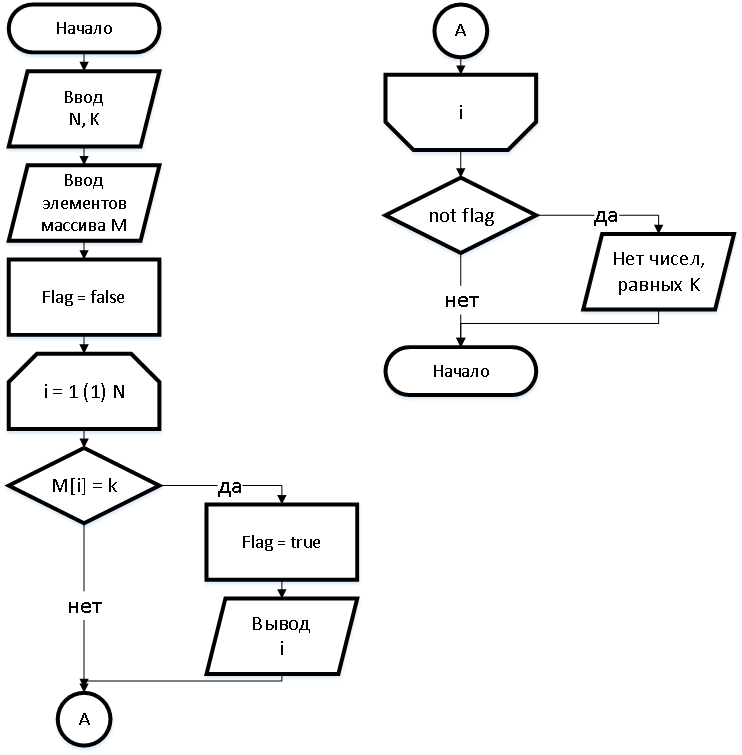 Начало
Ввод
N, K
Ввод
элементов
массива М
Flag = false
i = 1 (1) N
M[i] = k
да
Flag = true
нет
Вывод
i
А
А
i
not flag
да
Нет чисел,
равных К
нет
Начало